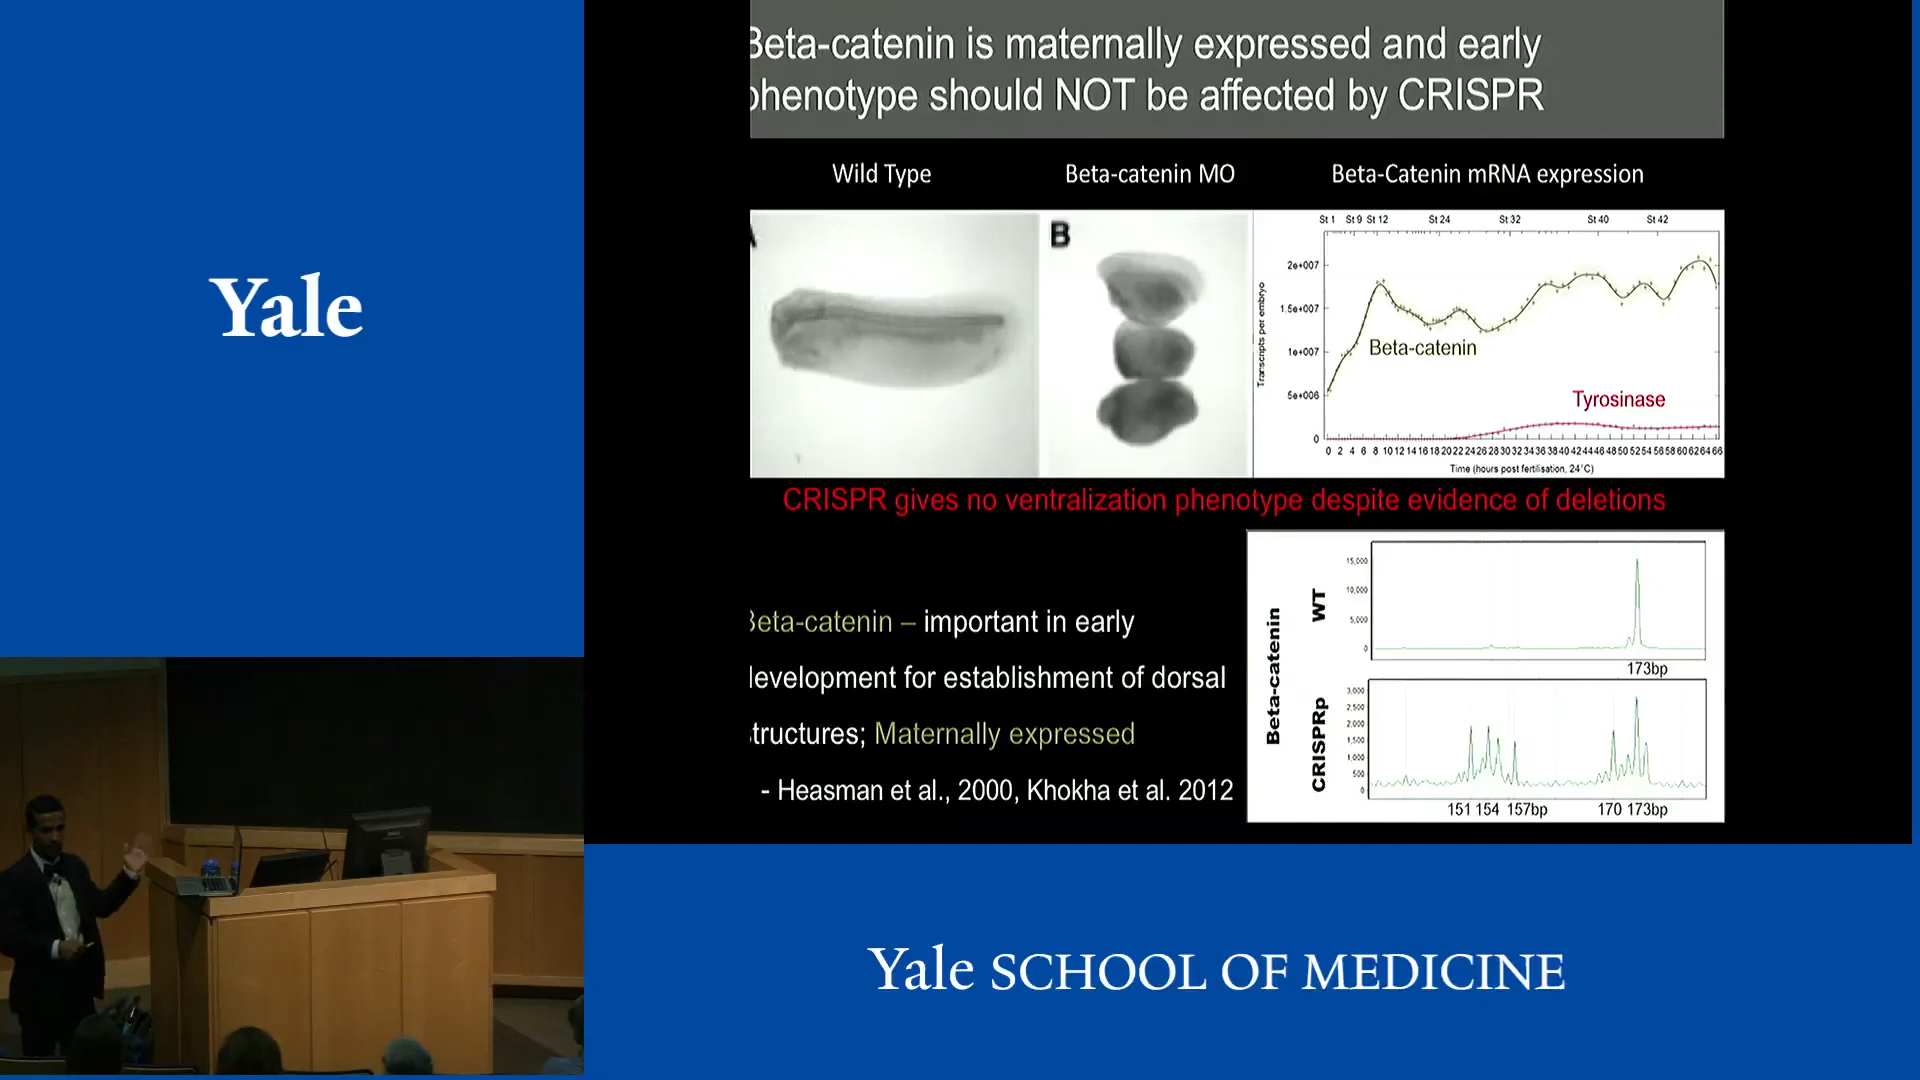 Yale
Beta-catenin is maternally expressed and early
phenotype should NOT be affected by CRISPR
Wild Type
Beta-catenin MO
Beta-Catenin mRNA expression
A
B
St 1 St 9 St 12 St 24 St 32 St 40 St 42
Transcripts per embryo
2e+007
1.5e+007
1e+007
5e+006
0
Beta-catenin
Tyrosinase
0 2 4 6 8 10 12 14 16 18 20 22 24 26 28 30 32 34 36 38 40 42 44 46 48 50 52 54 56 58 60 62 64 66
Time (hours post fertilisation, 24°C)
CRISPR gives no ventralization phenotype despite evidence of deletions
Beta-catenin – important in early
development for establishment of dorsal
structures; Maternally expressed
- Heasman et al., 2000, Khokha et al. 2012
Beta-catenin
WT
15,000
10,000
5,000
0
173bp
CRISPRp
3,000
2,500
2,000
1,500
1,000
500
0
151 154 157bp 170 173bp
Yale SCHOOL OF MEDICINE